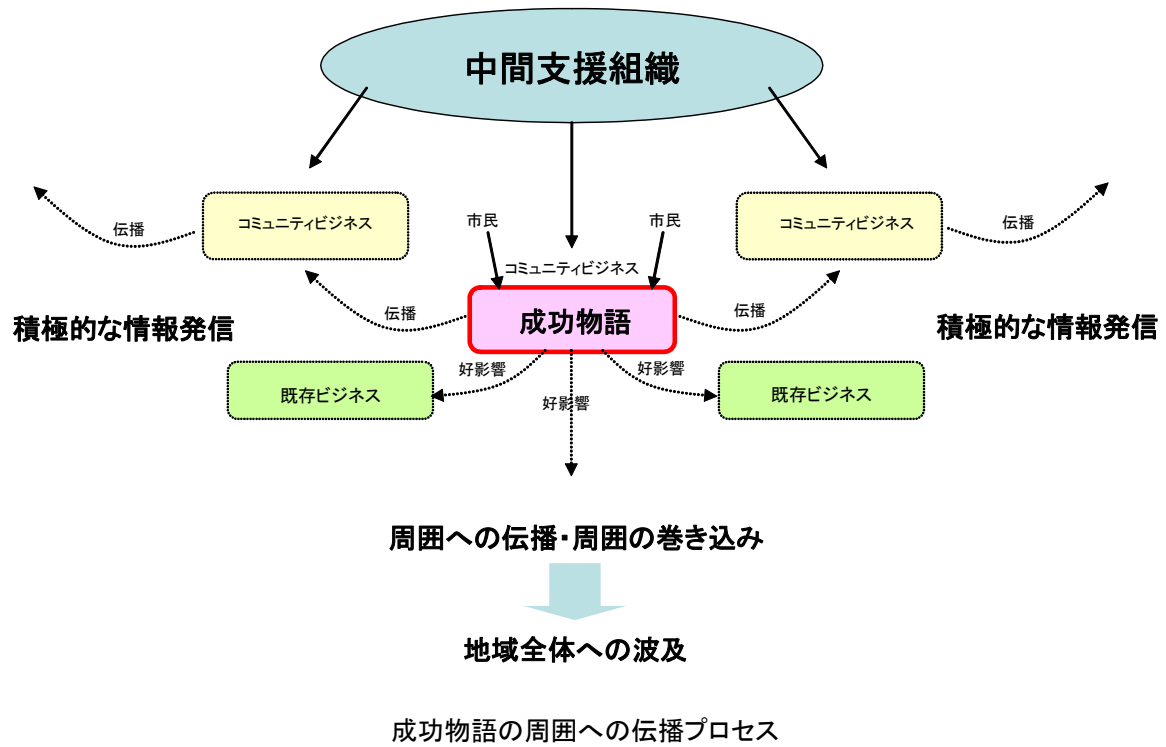 中間支援組織
コミュニティビジネス
コミュニティビジネス
伝播
伝播
市民
市民
コミュニティビジネス
成功物語
伝播
伝播
積極的な情報発信
積極的な情報発信
好影響
好影響
好影響
既存ビジネス
既存ビジネス
周囲への伝播・周囲の巻き込み
地域全体への波及
成功物語の周囲への伝播プロセス